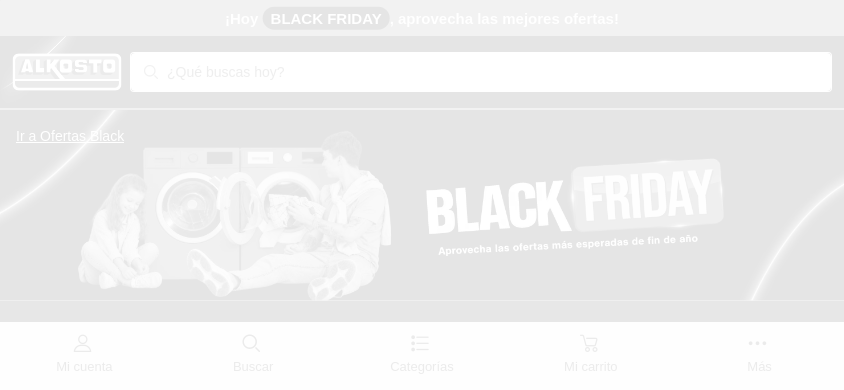 ¡Hoy BLACK FRIDAY, aprovecha las mejores ofertas!
ALKOSTO
¿Qué buscas hoy?
Ir a Ofertas Black
BLACK FRIDAY
Aprovecha las ofertas más esperadas de fin de año
Mi cuenta
Buscar
Categorías
Mi carrito
Más